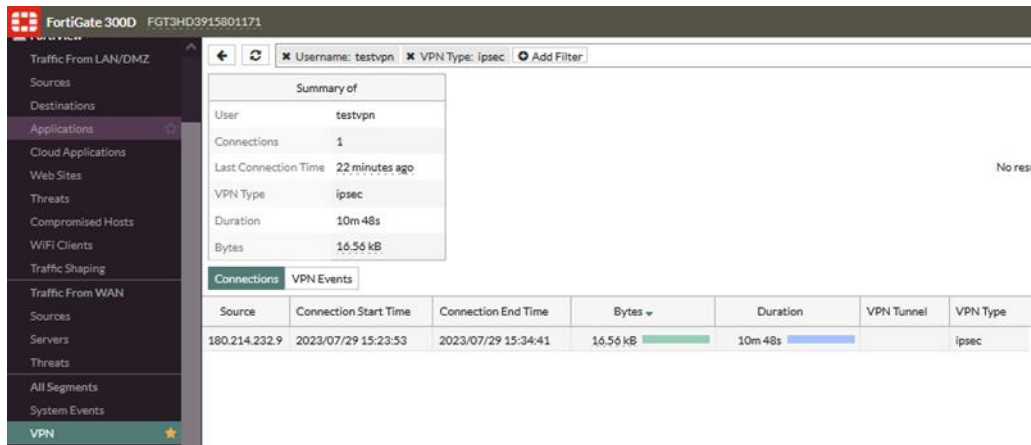 FortiGate 300D FGT3HD3915801171
FortiView
Traffic From LAN/DMZ
Sources
Destinations
Applications
Cloud Applications
Web Sites
Threats
Compromised Hosts
WiFi Clients
Traffic Shaping
Traffic From WAN
Sources
Servers
Threats
All Segments
System Events
VPN
Username: testvpn VPN Type: ipsec Add Filter
Summary of
User testvpn
Connections 1
Last Connection Time 22 minutes ago
VPN Type ipsec
Duration 10m 48s
Bytes 16.56 kB
No res
Connections VPN Events
Source Connection Start Time Connection End Time Bytes Duration VPN Tunnel VPN Type
180.214.232.9 2023/07/29 15:23:53 2023/07/29 15:34:41 16.56 kB 10m 48s ipsec